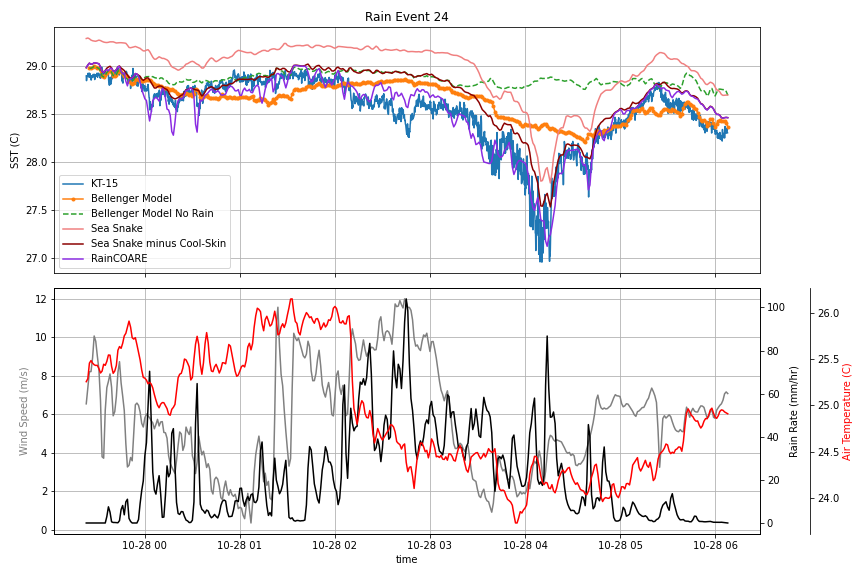 Rain Event 24
29.0
28.5
28.0
27.5
27.0
SST (C)
KT-15
Bellenger Model
Bellenger Model No Rain
Sea Snake
Sea Snake minus Cool-Skin
RainCOARE
12
10
8
6
4
2
0
Wind Speed (m/s)
100
80
60
40
20
0
Rain Rate (mm/hr)
26.0
25.5
25.0
24.5
24.0
Air Temperature (C)
10-28 00
10-28 01
10-28 02
10-28 03
10-28 04
10-28 05
10-28 06
time